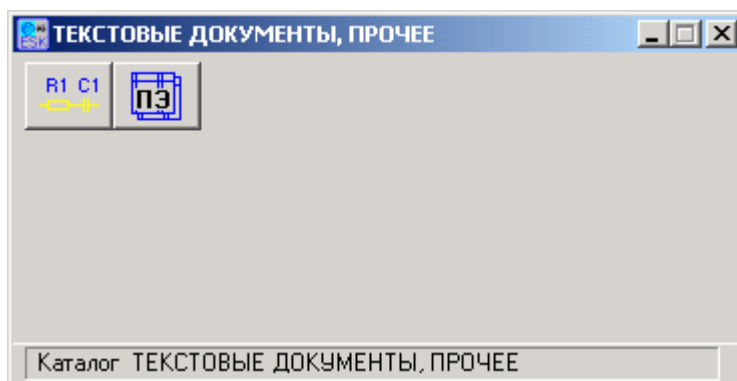 ТЕКСТОВЫЕ ДОКУМЕНТЫ, ПРОЧЕЕ
R1 C1
ПЭ
Каталог ТЕКСТОВЫЕ ДОКУМЕНТЫ, ПРОЧЕЕ